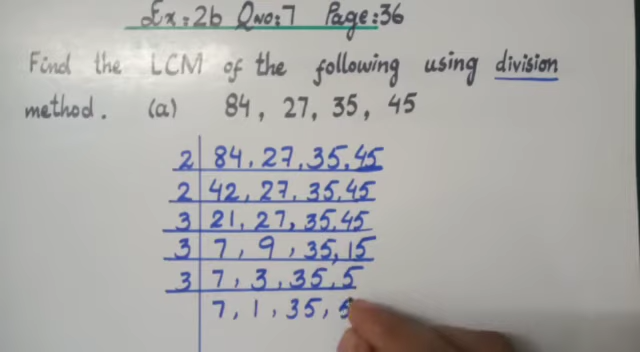 Ex: 2b Qno: 7 Page: 36
Find the LCM of the following using division
method. (a) 84, 27, 35, 45
2 | 84, 27, 35, 45
2 | 42, 27, 35, 45
3 | 21, 27, 35, 45
3 | 7, 9, 35, 15
3 | 7, 3, 35, 5
7, 1, 35, 5